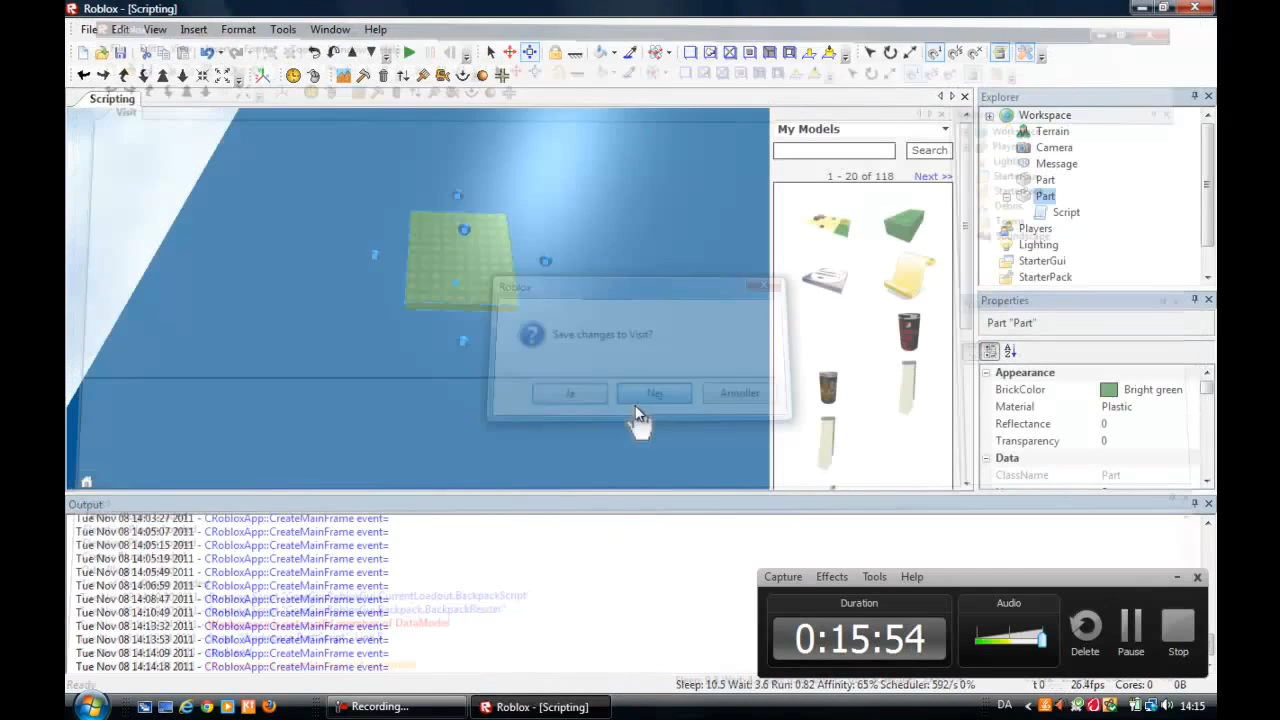 Roblox - [Scripting]
File Edit View Insert Format Tools Window Help
Scripting
Visit
My Models
Search
1 - 20 of 118 Next >>
Roblox
Save changes to Visit?
Ja Nej Annuller
Explorer
Workspace
Terrain
Camera
Message
Part
Part
Script
Players
Lighting
StarterGui
StarterPack
Properties
Part "Part"
Appearance
BrickColor Bright green
Material Plastic
Reflectance 0
Transparency 0
Data
ClassName Part
Output
Tue Nov 08 14:03:27 2011 - CRobloxApp::CreateMainFrame event=
Tue Nov 08 14:05:07 2011 - CRobloxApp::CreateMainFrame event=
Tue Nov 08 14:05:15 2011 - CRobloxApp::CreateMainFrame event=
Tue Nov 08 14:05:19 2011 - CRobloxApp::CreateMainFrame event=
Tue Nov 08 14:05:49 2011 - CRobloxApp::CreateMainFrame event=
Tue Nov 08 14:06:59 2011 - CRobloxApp::CreateMainFrame event=
Tue Nov 08 14:08:47 2011 - CRobloxApp::CreateMainFrame event=
Tue Nov 08 14:10:49 2011 - CRobloxApp::CreateMainFrame event=
Tue Nov 08 14:13:32 2011 - CRobloxApp::CreateMainFrame event=
Tue Nov 08 14:13:53 2011 - CRobloxApp::CreateMainFrame event=
Tue Nov 08 14:14:09 2011 - CRobloxApp::CreateMainFrame event=
Tue Nov 08 14:14:18 2011 - CRobloxApp::CreateMainFrame event=
Capture Effects Tools Help
Duration
0:15:54
Audio
Delete Pause Stop
Ready
Sleep: 10.5 Wait: 3.6 Run: 0.82 Affinity: 65% Scheduler: 592/s 0% t 0 26.4fps Cores: 0 0B
Recording...
Roblox - [Scripting]
DA
14:15